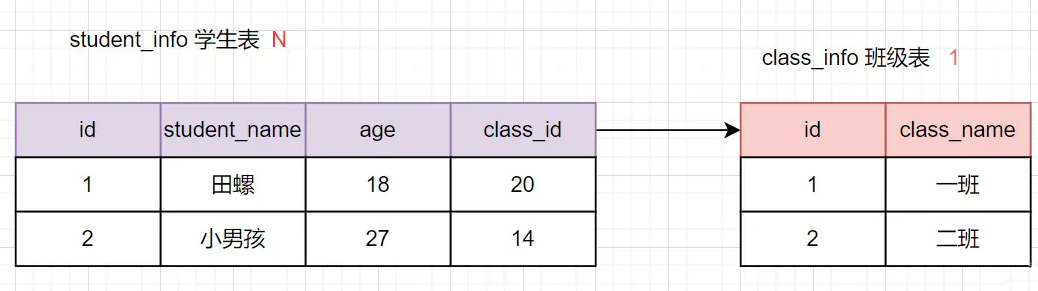 student_info 学生表 N
class_info 班级表 1
id student_name age class_id
1 田螺 18 20
2 小男孩 27 14
id class_name
1 一班
2 二班